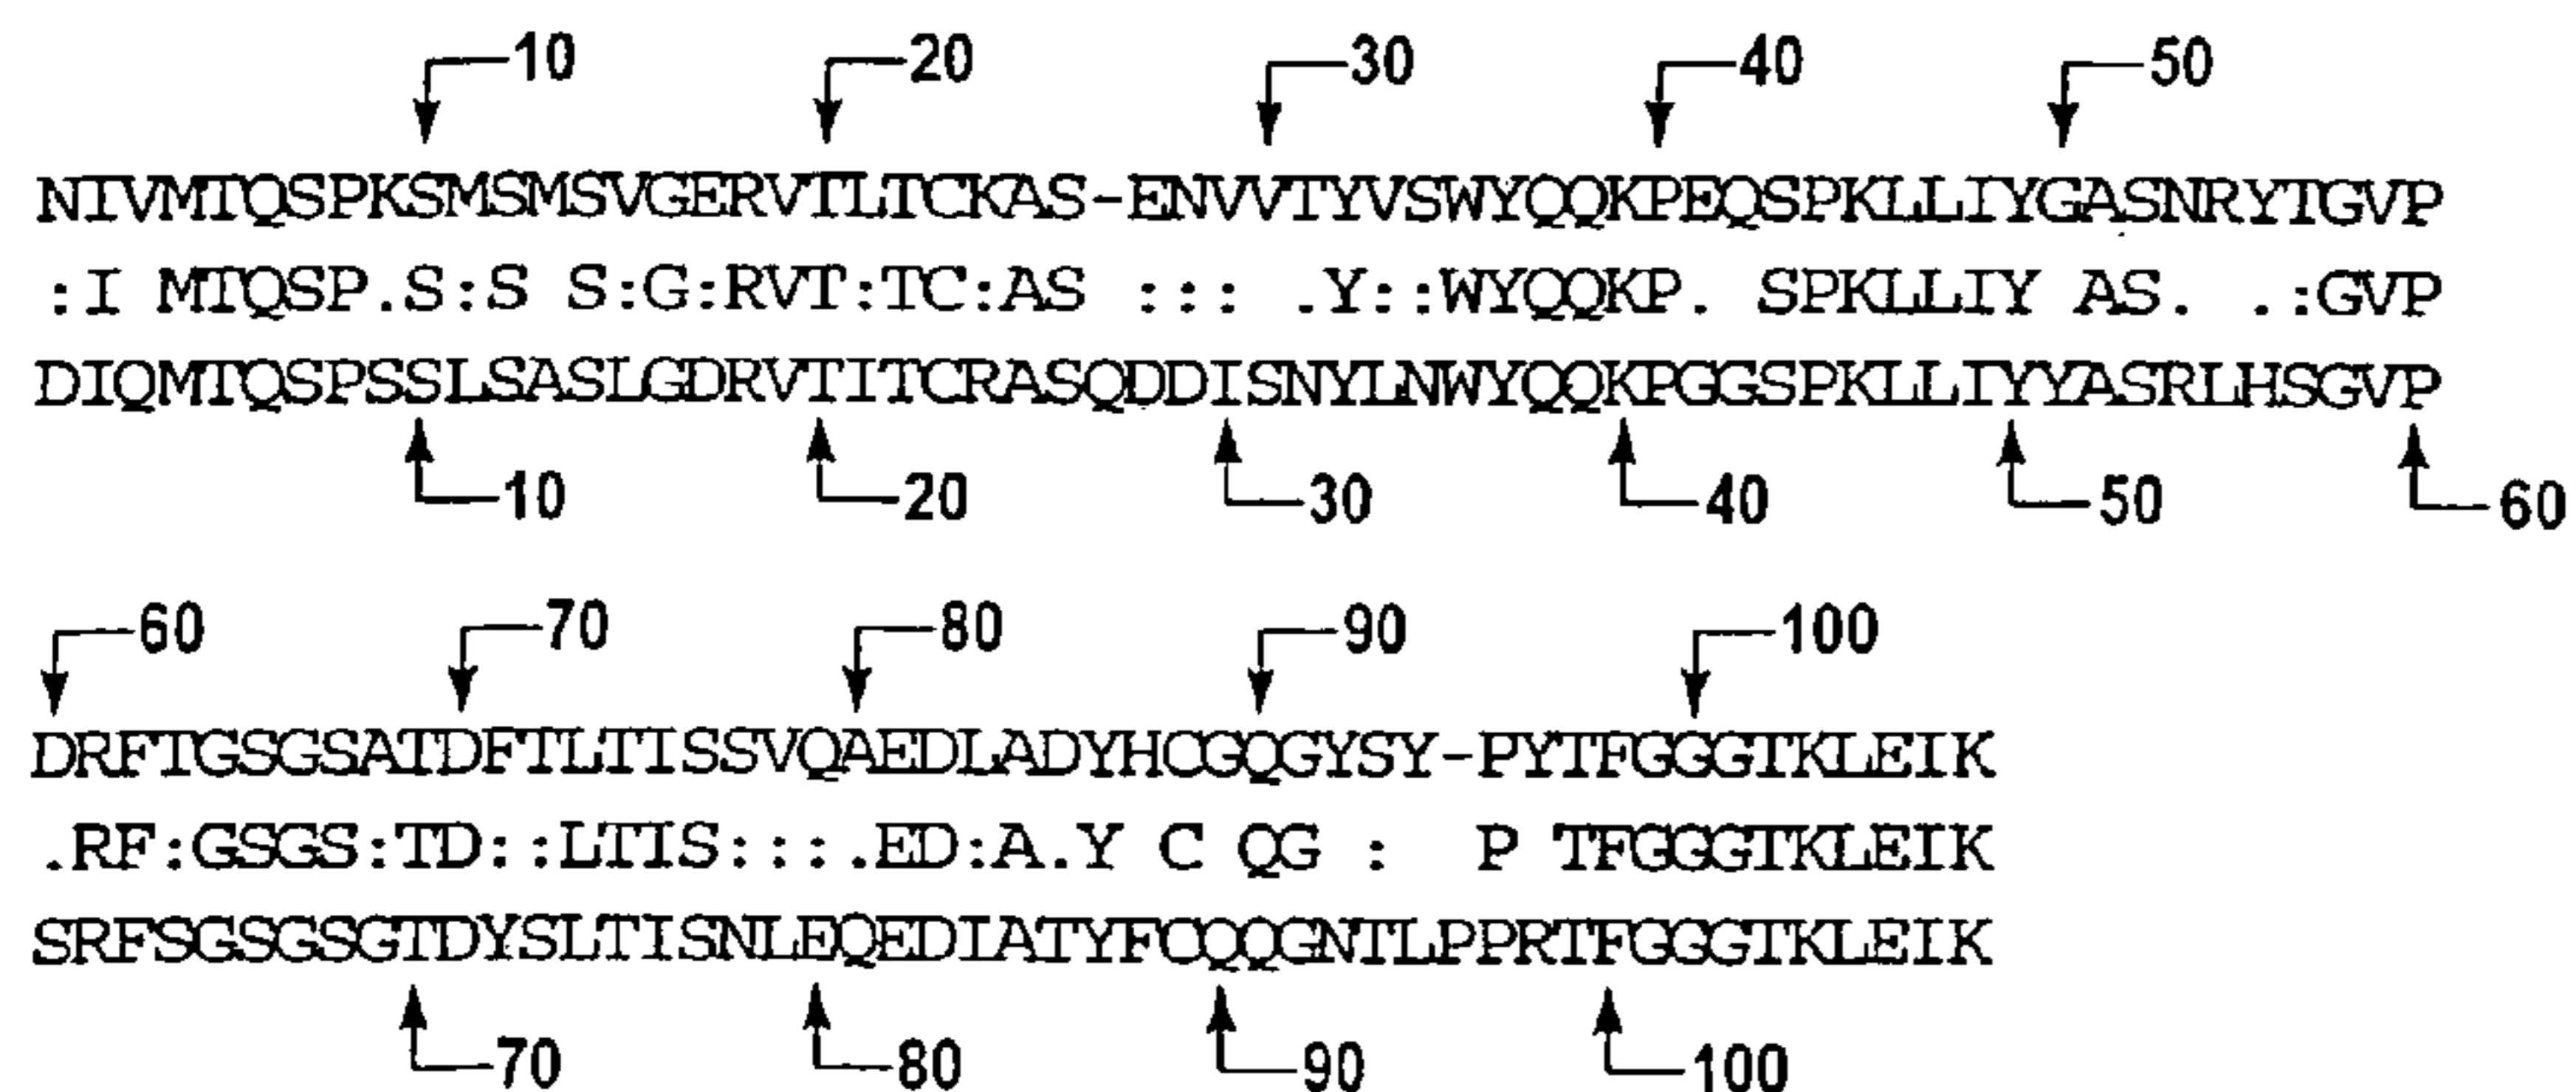 10 20 30 40 50
NIVMTQSPKSMSMSVGERVTLTCKAS-ENVVTYVSWYQQKPEQSPKLLIYGASNRYTGVP
:I MTQSP.S:S S:G:RVT:TC:AS ::: .Y::WYQQKP. SPKLLIY AS. .:GVP
DIQMTQSPSSLSASLGDRVTITCRASQDDISNYLNWYQQKPGGSPKLLIYYASRLHSGVP
10 20 30 40 50 60
60 70 80 90 100
DRFTGSGSATDFTLTISSVQAEDLADYHCGQGYSY-PYTFGGGTKLEIK
.RF:GSGS:TD::LTIS:::.ED:A.Y C QG : P TFGGGTKLEIK
SRFSGSGSGTDYSLTISNLEQEDIATYFCQQGNTLPPRTFGGGTKLEIK
70 80 90 100